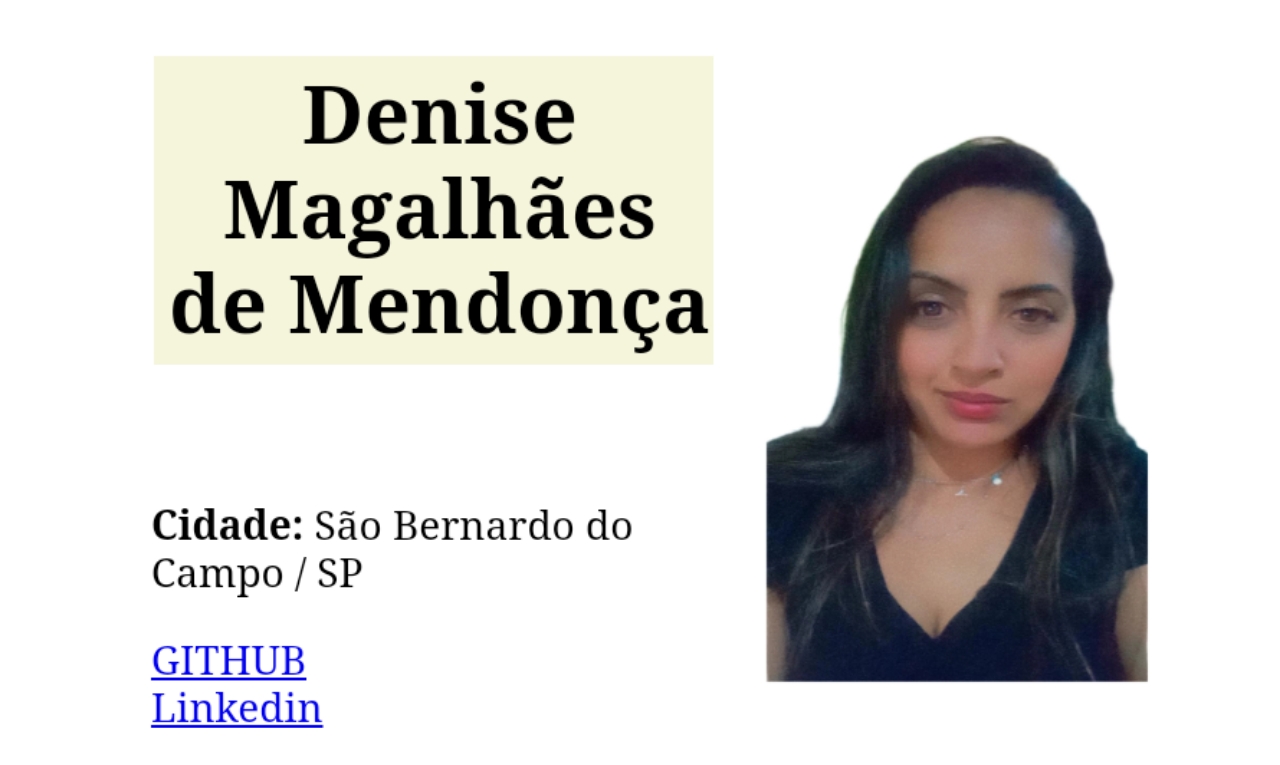 Denise
Magalhães
de Mendonça
Cidade: São Bernardo do
Campo / SP
GITHUB
Linkedin